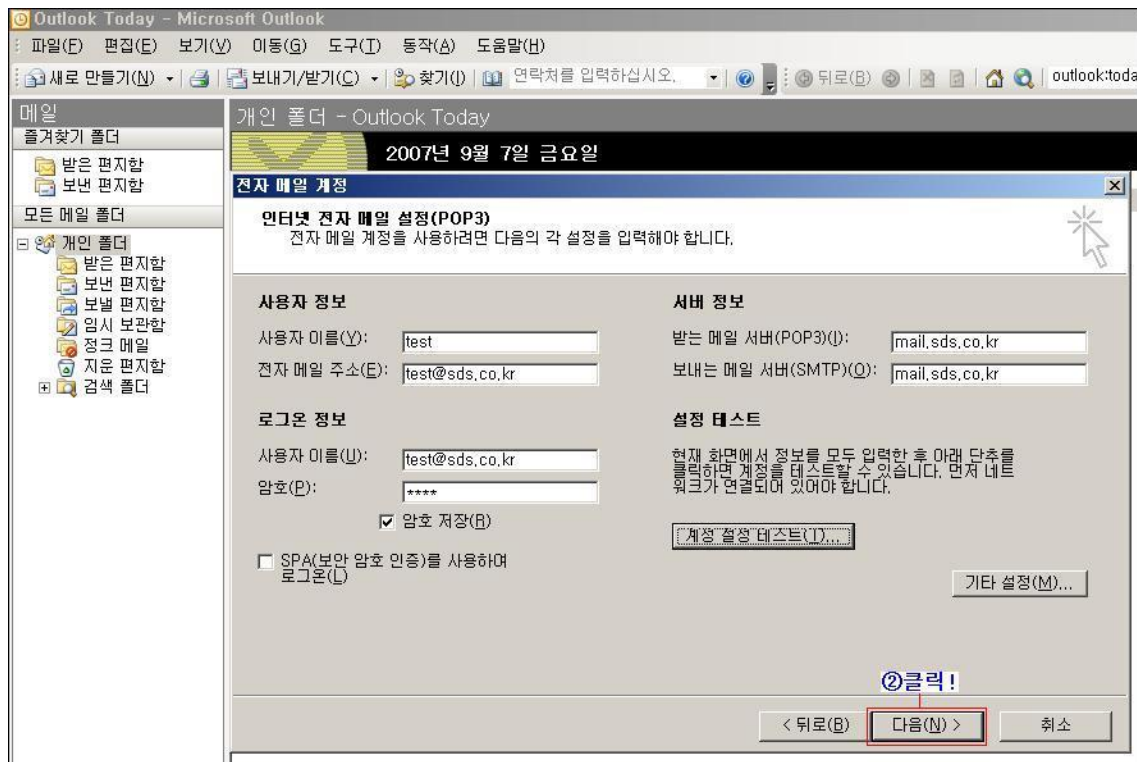 Outlook Today - Microsoft Outlook
파일(F) 편집(E) 보기(V) 이동(G) 도구(T) 동작(A) 도움말(H)
새로 만들기(N) 보내기/받기(C) 찾기(I) 연락처를 입력하십시오. 뒤로(B) outlook:toda
메일
즐겨찾기 폴더
받은 편지함
보낸 편지함
모든 메일 폴더
개인 폴더
받은 편지함
보낸 편지함
보낼 편지함
임시 보관함
정크 메일
지운 편지함
검색 폴더
개인 폴더 - Outlook Today
2007년 9월 7일 금요일
전자 메일 계정
인터넷 전자 메일 설정(POP3)
전자 메일 계정을 사용하려면 다음의 각 설정을 입력해야 합니다.
사용자 정보
사용자 이름(Y): test
전자 메일 주소(E): test@sds.co.kr
로그온 정보
사용자 이름(U): test@sds.co.kr
암호(P): ****
암호 저장(R)
SPA(보안 암호 인증)를 사용하여
로그온(L)
서버 정보
받는 메일 서버(POP3)(I): mail.sds.co.kr
보내는 메일 서버(SMTP)(O): mail.sds.co.kr
설정 테스트
현재 화면에서 정보를 모두 입력한 후 아래 단추를
클릭하면 계정을 테스트할 수 있습니다. 먼저 네트
워크가 연결되어 있어야 합니다.
계정 설정 테스트(T)...
기타 설정(M)...
②클릭!
< 뒤로(B) 다음(N) > 취소